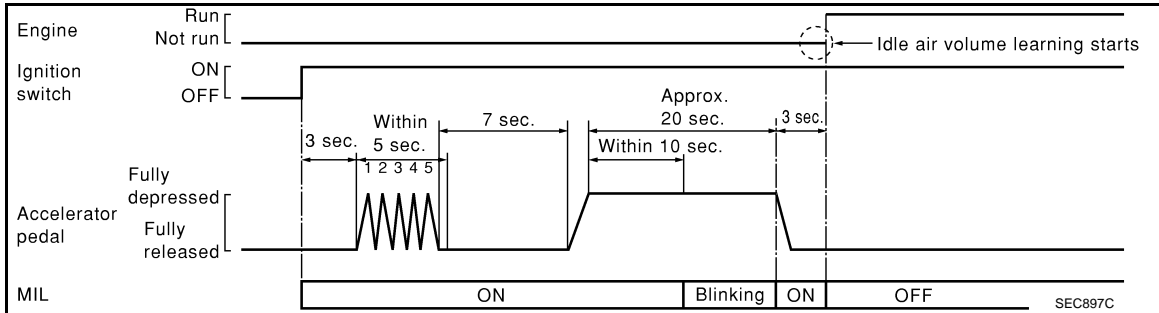 Engine
Run
Not run
Idle air volume learning starts
Ignition
switch
ON
OFF
3 sec.
Within
5 sec.
1 2 3 4 5
7 sec.
Approx.
20 sec.
Within 10 sec.
3 sec.
Accelerator
pedal
Fully
depressed
Fully
released
MIL
ON
Blinking
ON
OFF
SEC897C